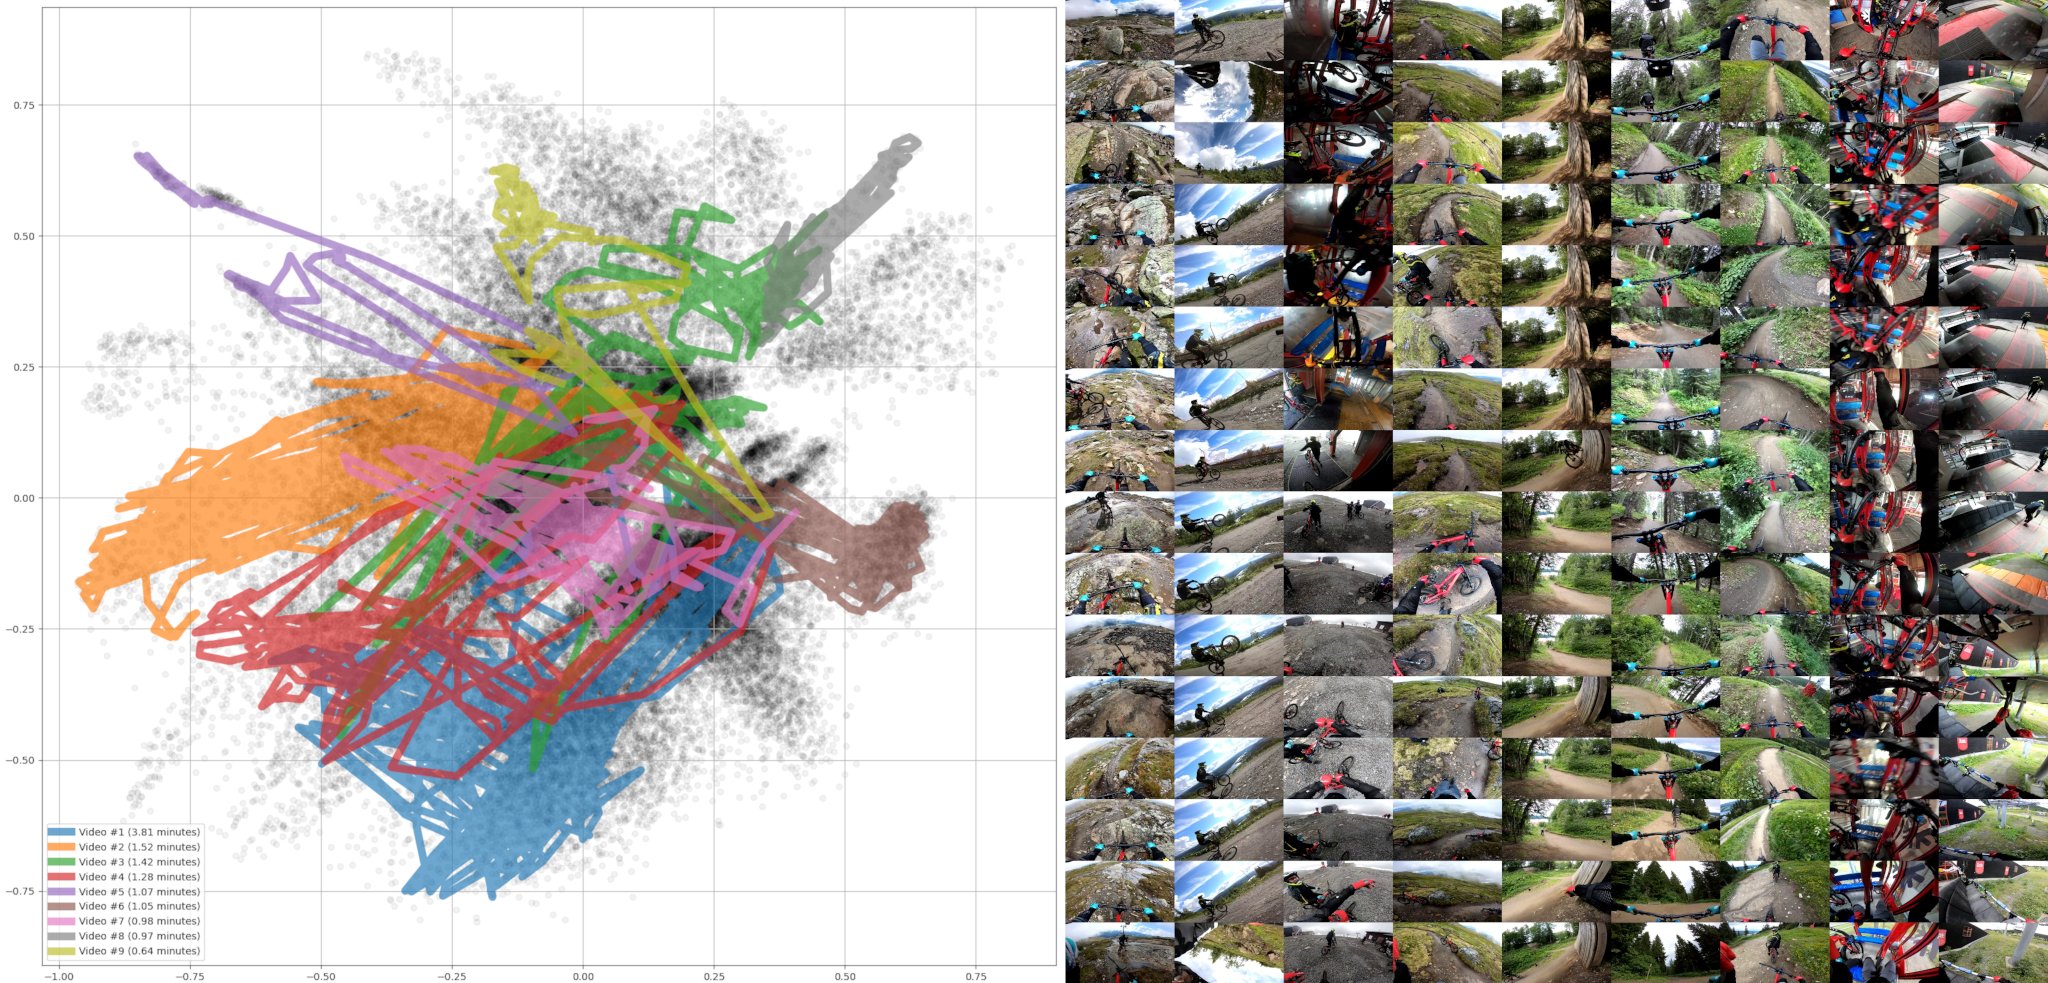 0.75
0.50
0.25
0.00
−0.25
−0.50
−0.75
Video #1 (3.81 minutes)
Video #2 (1.52 minutes)
Video #3 (1.42 minutes)
Video #4 (1.28 minutes)
Video #5 (1.07 minutes)
Video #6 (1.05 minutes)
Video #7 (0.98 minutes)
Video #8 (0.97 minutes)
Video #9 (0.64 minutes)
−1.00 −0.75 −0.50 −0.25 0.00 0.25 0.50 0.75